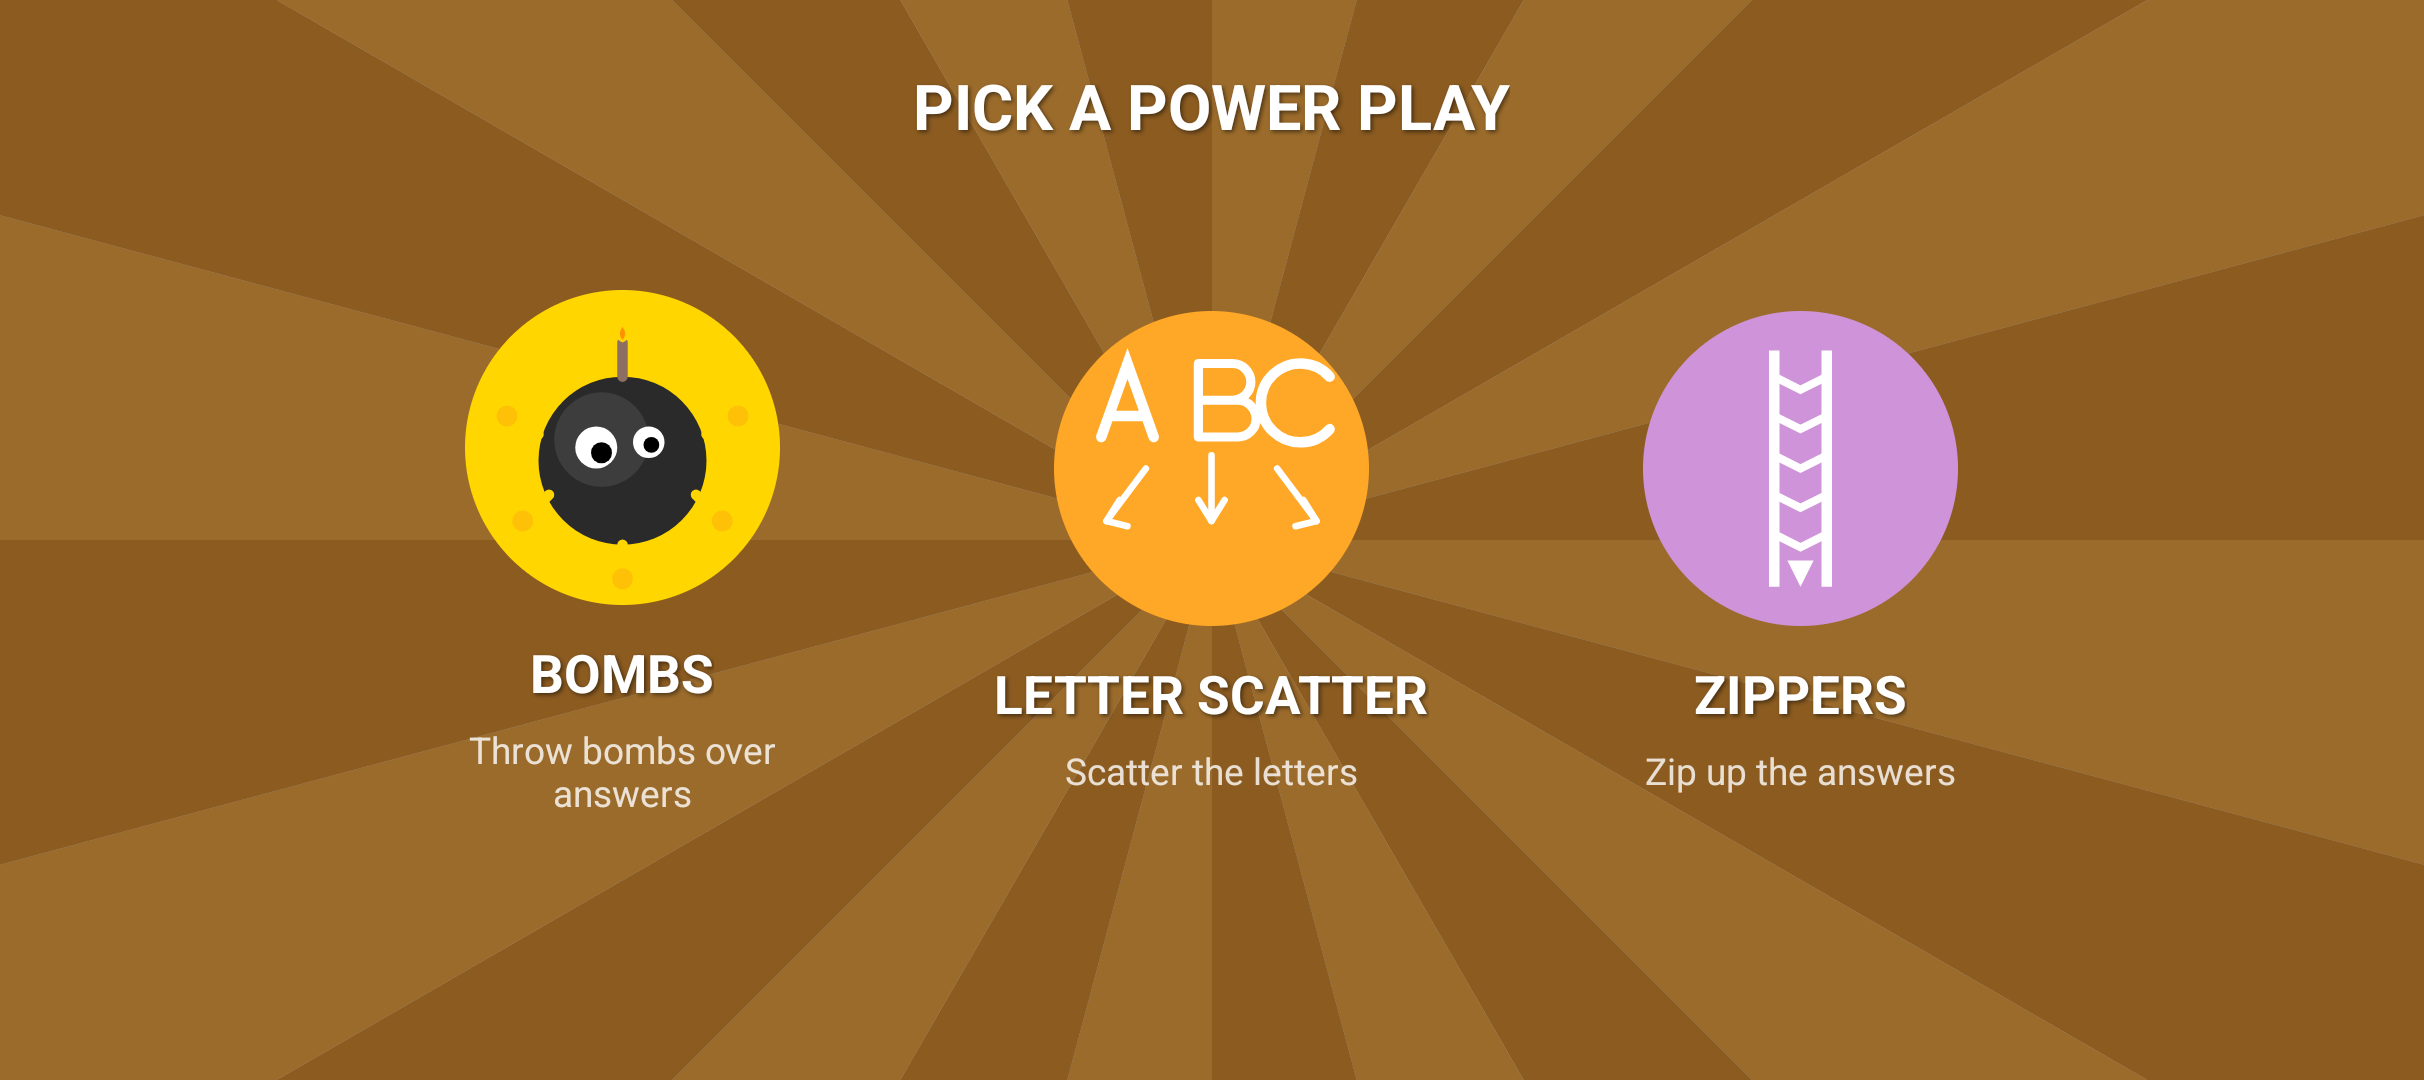 PICK A POWER PLAY
A BC
BOMBS
Throw bombs over
answers
LETTER SCATTER
Scatter the letters
ZIPPERS
Zip up the answers